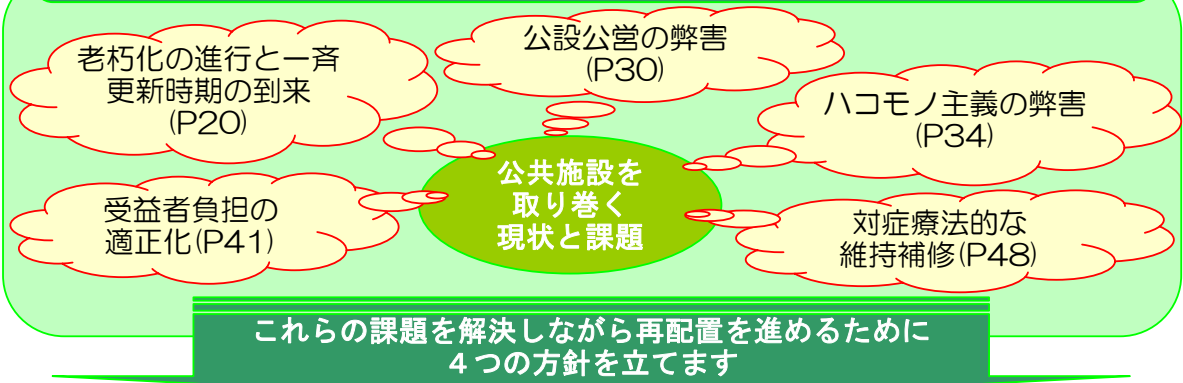 老朽化の進行と一斉
更新時期の到来
(P20)
公設公営の弊害
(P30)
ハコモノ主義の弊害
(P34)
公共施設を
取り巻く
現状と課題
受益者負担の
適正化(P41)
対症療法的な
維持補修(P48)
これらの課題を解決しながら再配置を進めるために
４つの方針を立てます